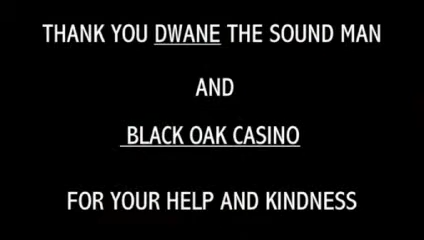 THANK YOU DWANE THE SOUND MAN
AND
BLACK OAK CASINO
FOR YOUR HELP AND KINDNESS